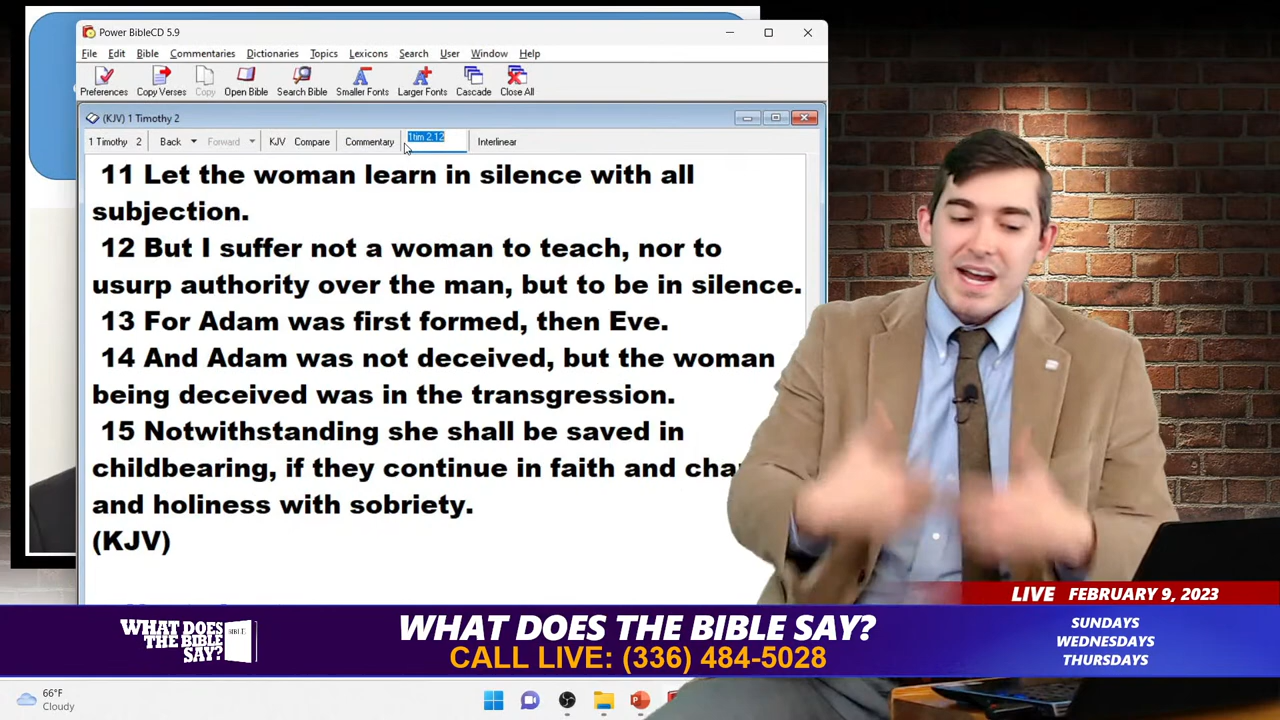 Power BibleCD 5.9
File Edit Bible Commentaries Dictionaries Topics Lexicons Search User Window Help
Preferences Copy Verses Copy Open Bible Search Bible Smaller Fonts Larger Fonts Cascade Close All
(KJV) 1 Timothy 2
1 Timothy 2 Back Forward KJV Compare Commentary 1tim 2.12 Interlinear
11 Let the woman learn in silence with all
subjection.
12 But I suffer not a woman to teach, nor to
usurp authority over the man, but to be in silence.
13 For Adam was first formed, then Eve.
14 And Adam was not deceived, but the woman
being deceived was in the transgression.
15 Notwithstanding she shall be saved in
childbearing, if they continue in faith and
and holiness with sobriety.
(KJV)
LIVE FEBRUARY 9, 2023
WHAT DOES
THE BIBLE
SAY?
BIBLE
WHAT DOES THE BIBLE SAY?
CALL LIVE: (336) 484-5028
SUNDAYS
WEDNESDAYS
THURSDAYS
66°F
Cloudy